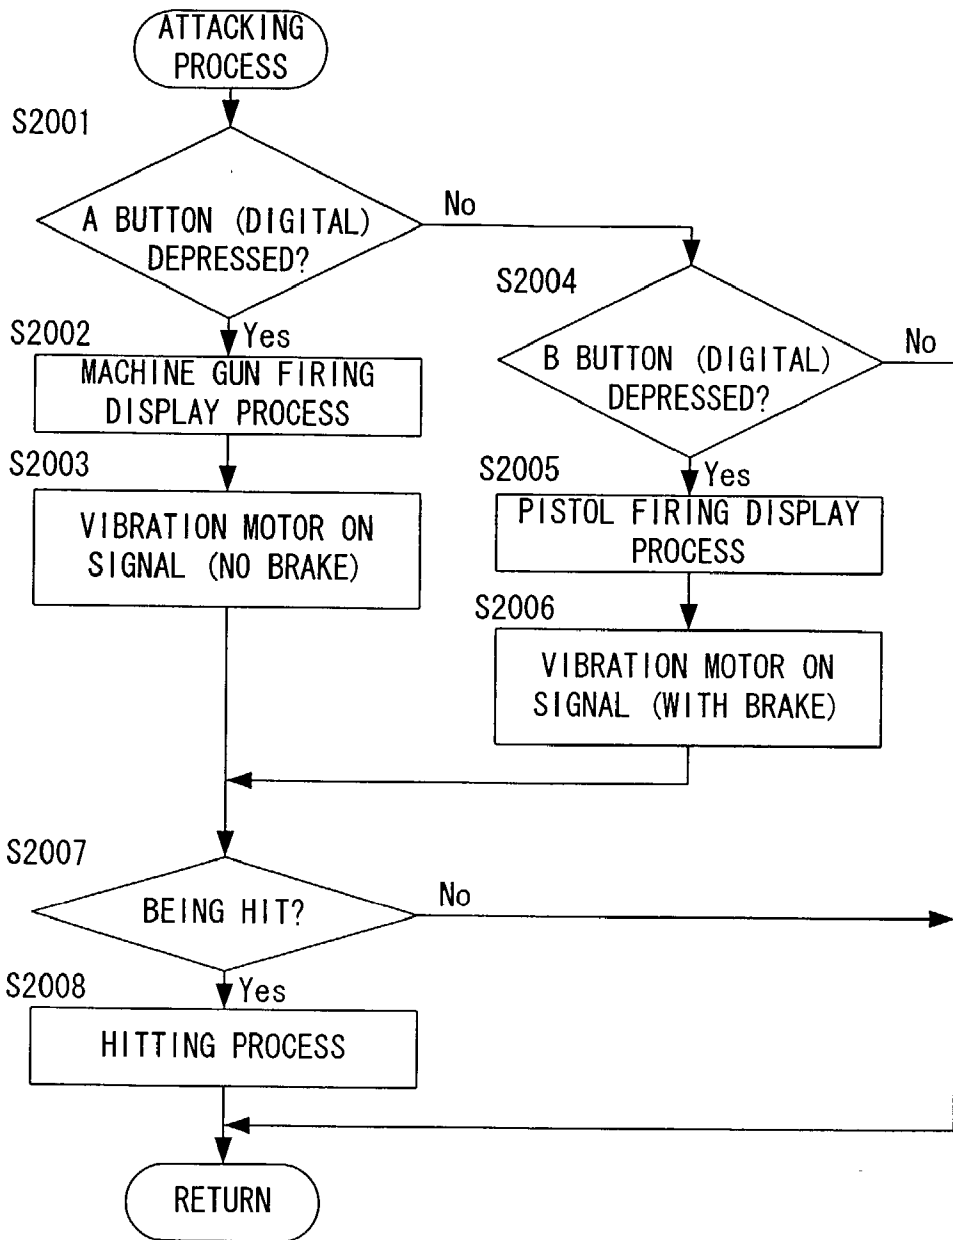 ATTACKING
PROCESS
S2001
A BUTTON (DIGITAL)
DEPRESSED?
No
S2002
Yes
MACHINE GUN FIRING
DISPLAY PROCESS
S2003
VIBRATION MOTOR ON
SIGNAL (NO BRAKE)
S2004
B BUTTON (DIGITAL)
DEPRESSED?
No
S2005
Yes
PISTOL FIRING DISPLAY
PROCESS
S2006
VIBRATION MOTOR ON
SIGNAL (WITH BRAKE)
S2007
BEING HIT?
No
S2008
Yes
HITTING PROCESS
RETURN